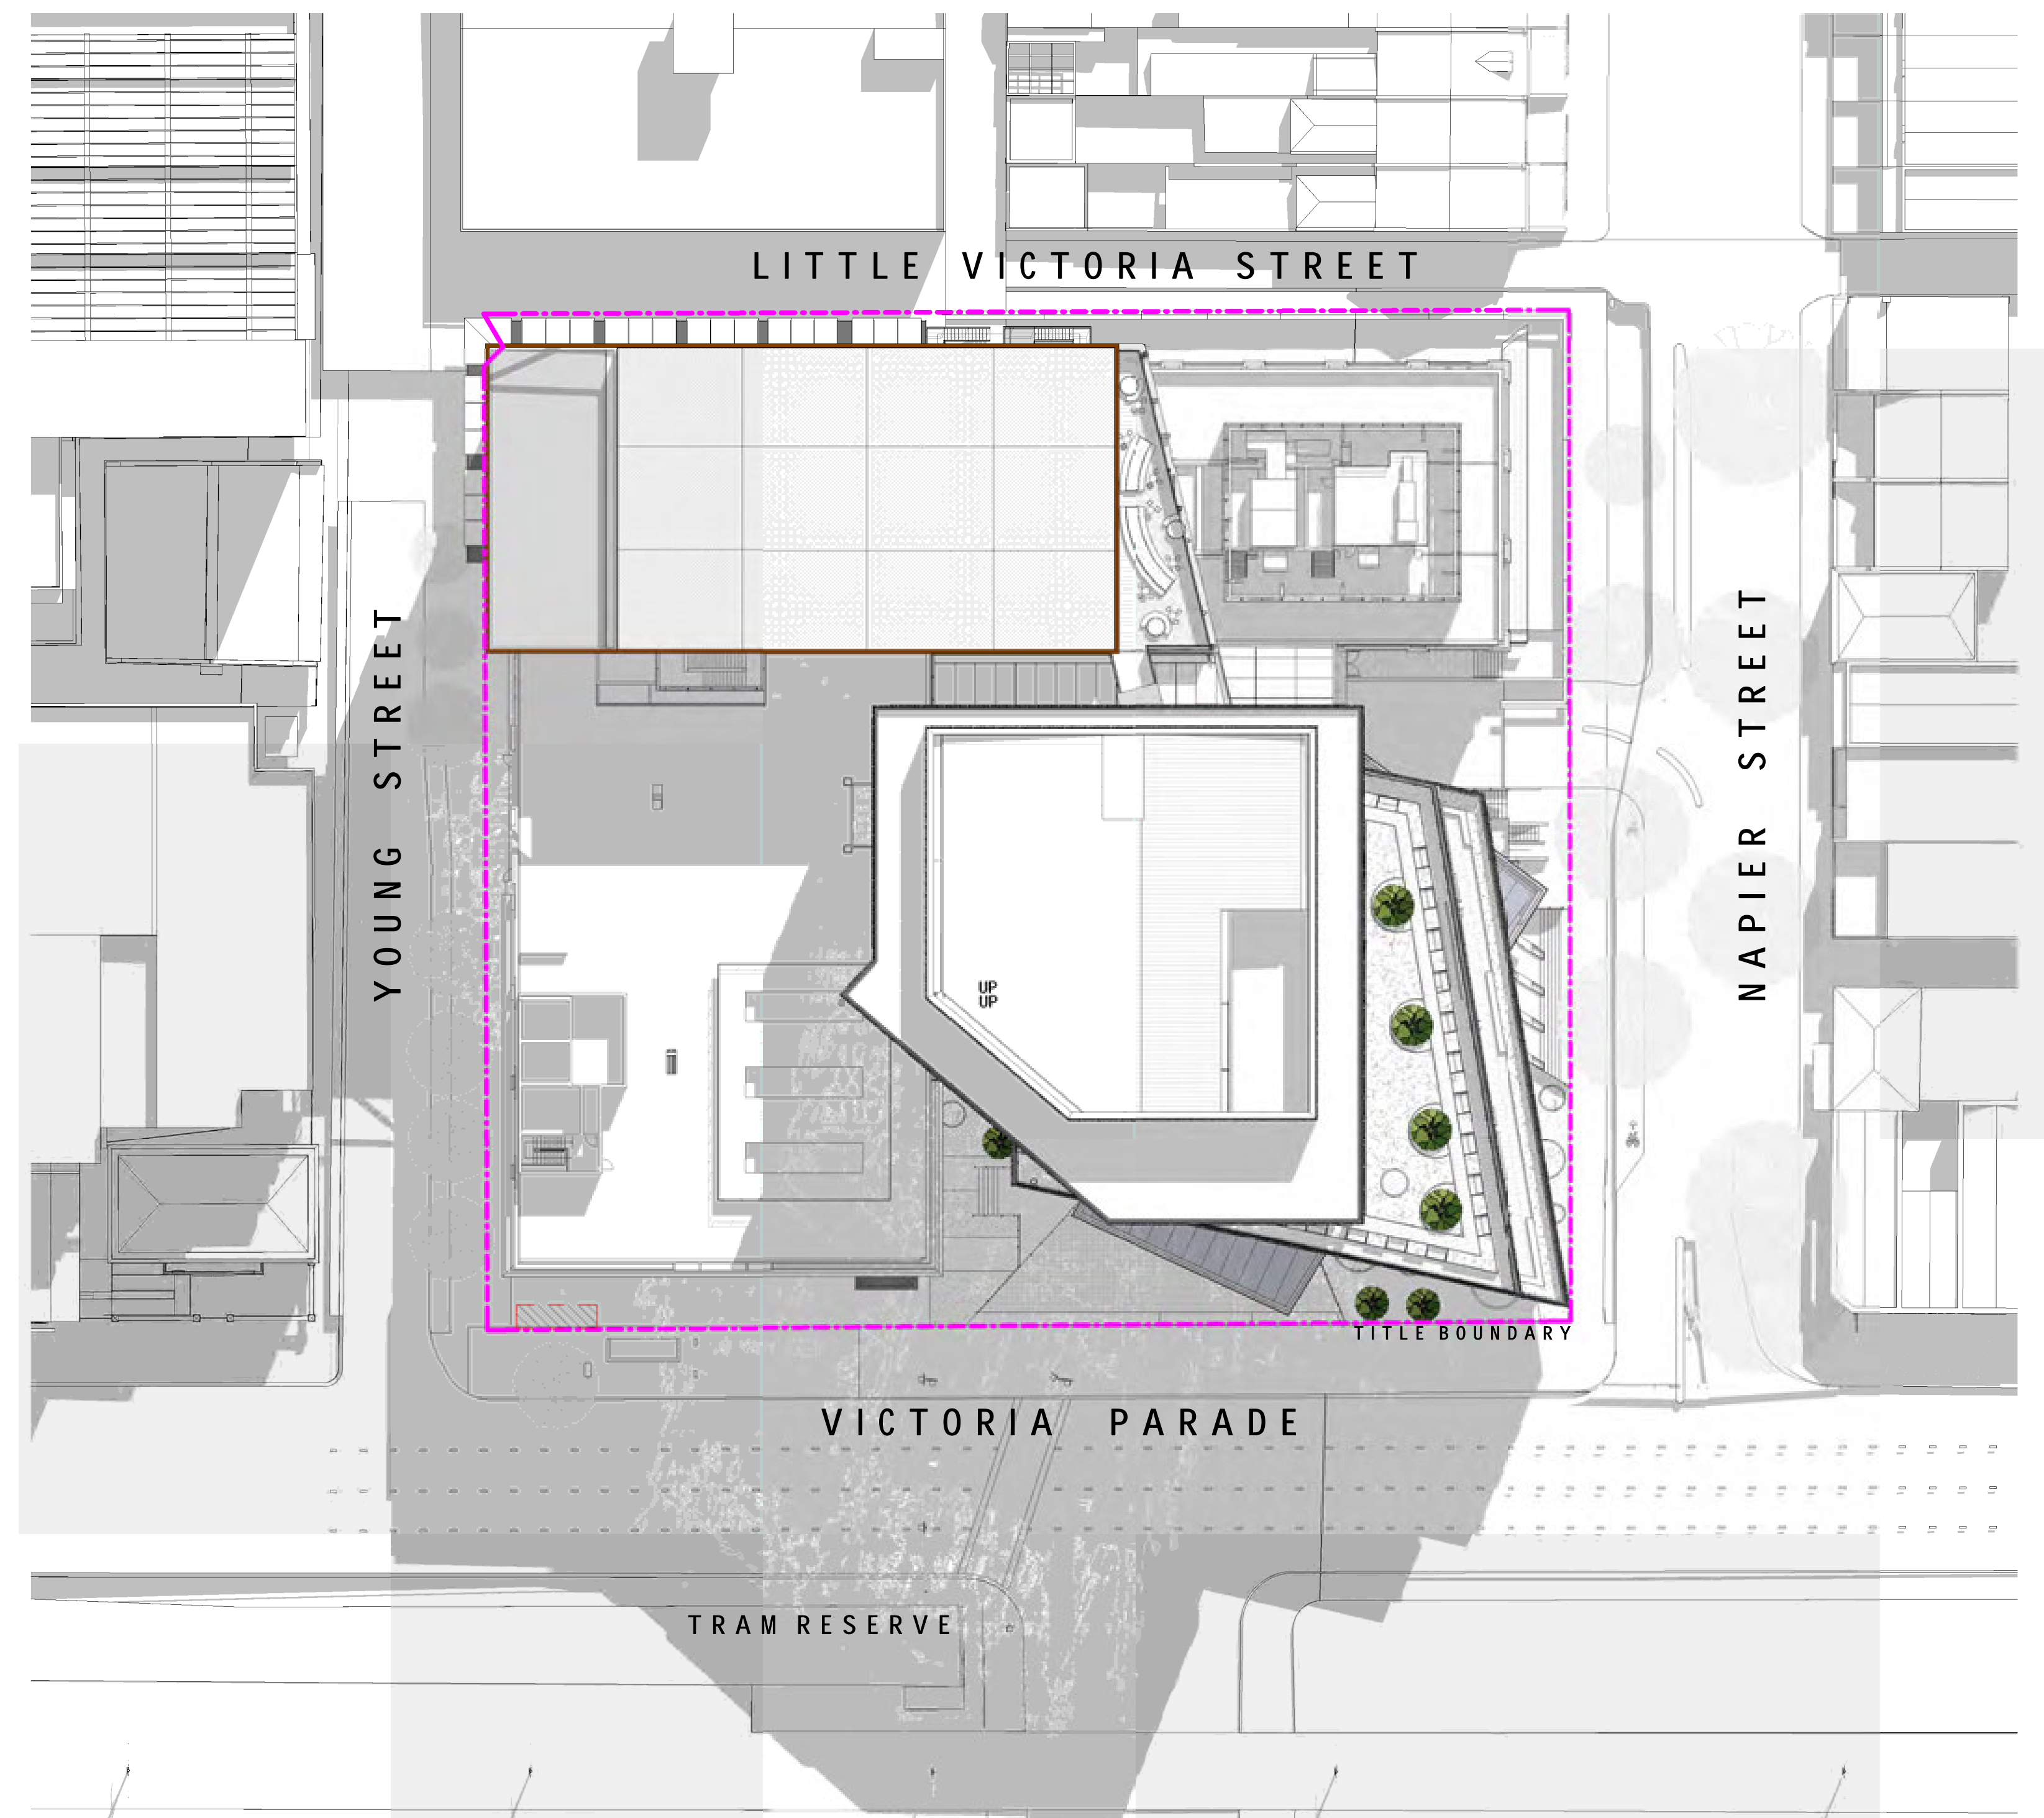 LITTLE VICTORIA STREET
YOUNG STREET
NAPIER STREET
UP
UP
TITLE BOUNDARY
VICTORIA PARADE
TRAM RESERVE